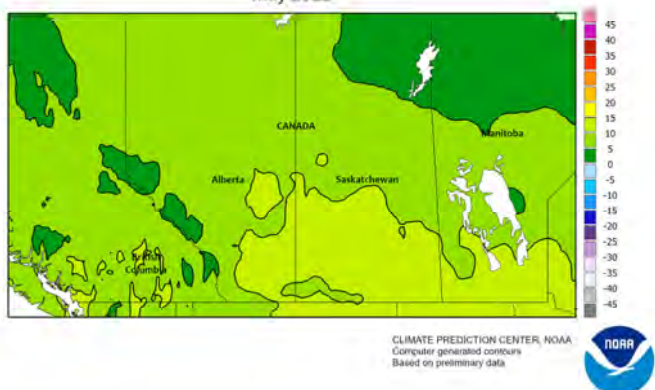 45
40
35
30
25
20
15
10
5
0
-5
-10
-15
-20
-25
-30
-35
-40
-45
CANADA
Manitoba
Alberta
Saskatchewan
Columbia
CLIMATE PREDICTION CENTER, NOAA
Computer generated contours
Based on preliminary data
NOAA